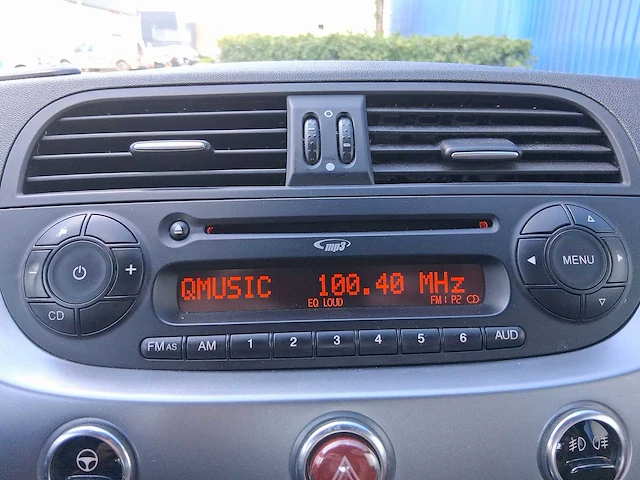 mp3
QMUSIC 100.40 MHz
EQ LOUD FM1 P2
- +
CD
MENU
FM AS AM 1 2 3 4 5 6 AUD